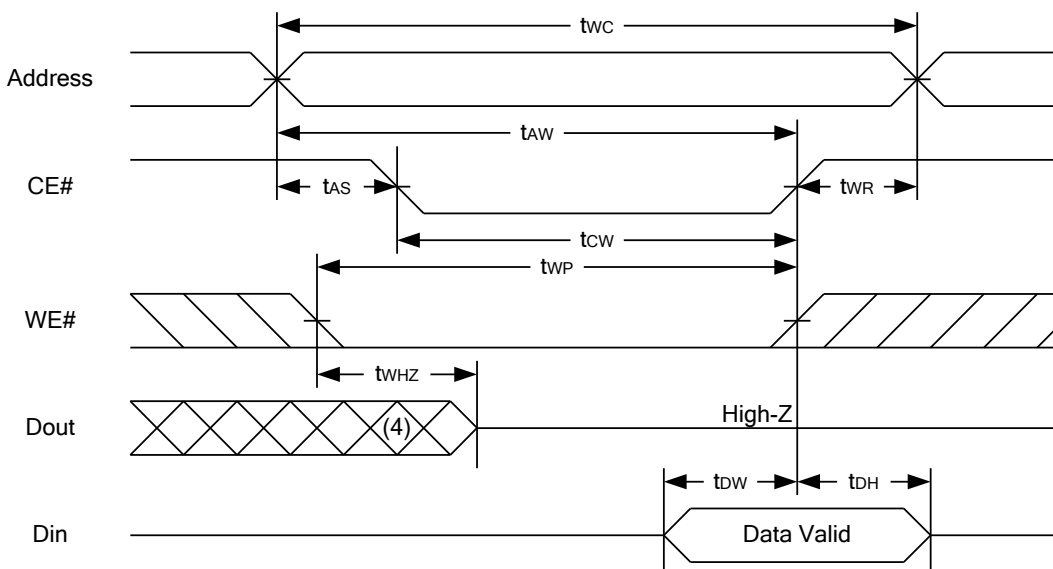 tWC
Address
tAW
CE#
tAS
tWR
tCW
tWP
WE#
tWHZ
Dout
(4)
High-Z
tDW
tDH
Din
Data Valid